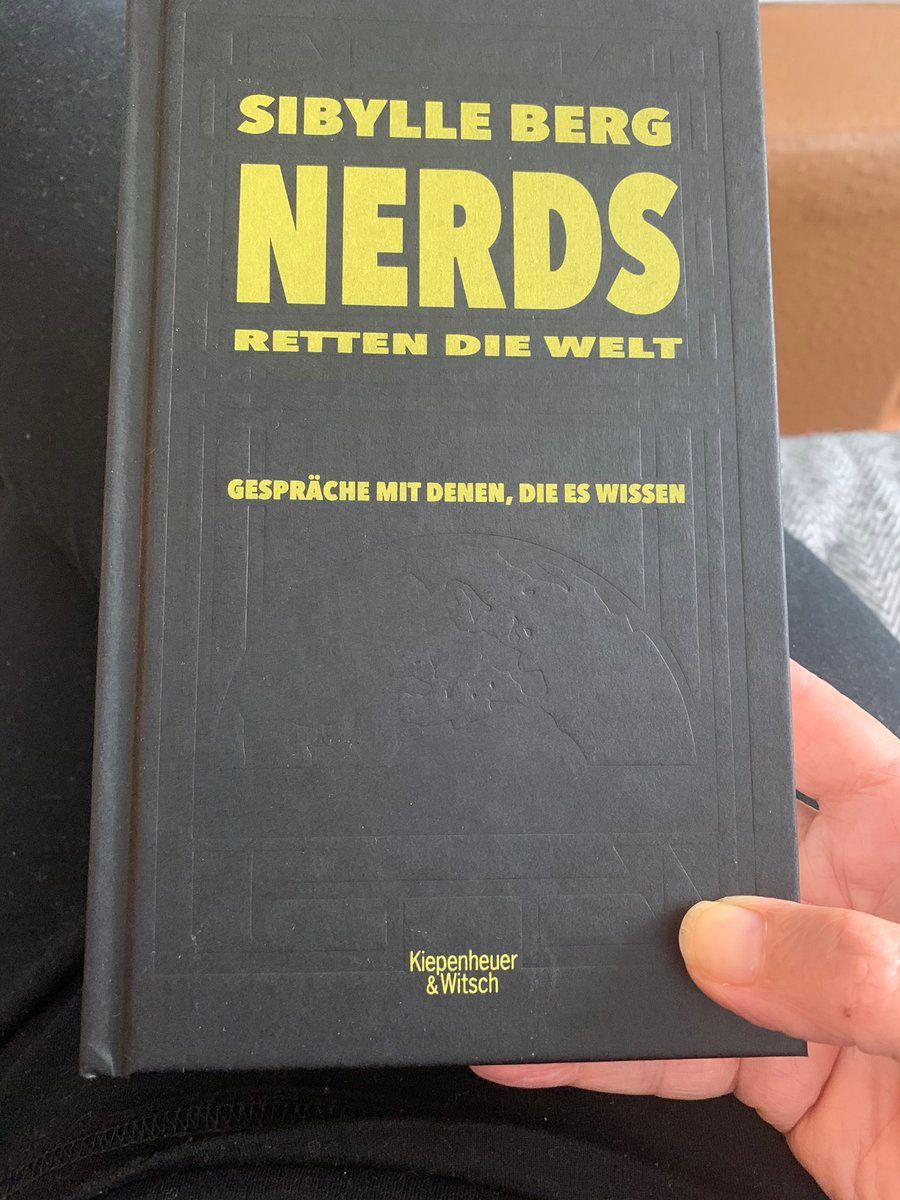 SIBYLLE BERG
NERDS
RETTEN DIE WELT
GESPRÄCHE MIT DENEN, DIE ES WISSEN
Kiepenheuer
& Witsch